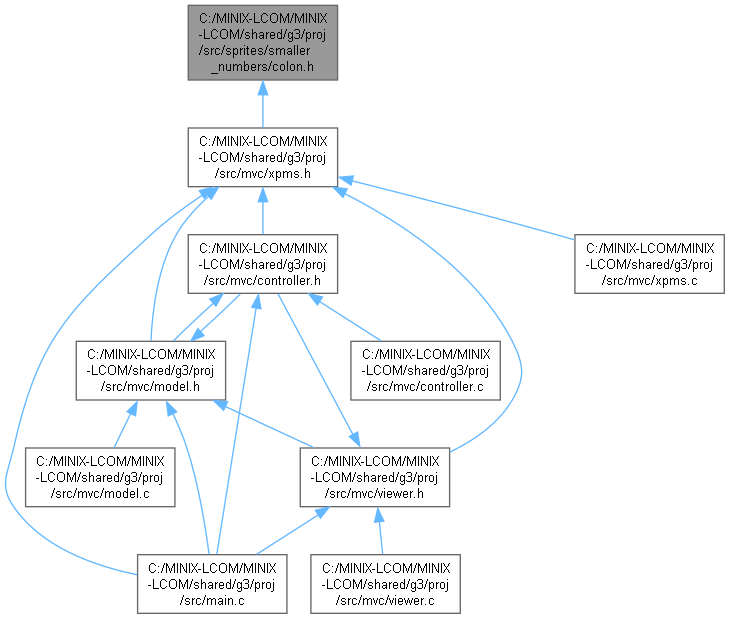 C:/MINIX-LCOM/MINIX
-LCOM/shared/g3/proj
/src/sprites/smaller
_numbers/colon.h
C:/MINIX-LCOM/MINIX
-LCOM/shared/g3/proj
/src/mvc/xpms.h
C:/MINIX-LCOM/MINIX
-LCOM/shared/g3/proj
/src/mvc/controller.h
C:/MINIX-LCOM/MINIX
-LCOM/shared/g3/proj
/src/mvc/xpms.c
C:/MINIX-LCOM/MINIX
-LCOM/shared/g3/proj
/src/mvc/model.h
C:/MINIX-LCOM/MINIX
-LCOM/shared/g3/proj
/src/mvc/controller.c
C:/MINIX-LCOM/MINIX
-LCOM/shared/g3/proj
/src/mvc/model.c
C:/MINIX-LCOM/MINIX
-LCOM/shared/g3/proj
/src/mvc/viewer.h
C:/MINIX-LCOM/MINIX
-LCOM/shared/g3/proj
/src/main.c
C:/MINIX-LCOM/MINIX
-LCOM/shared/g3/proj
/src/mvc/viewer.c